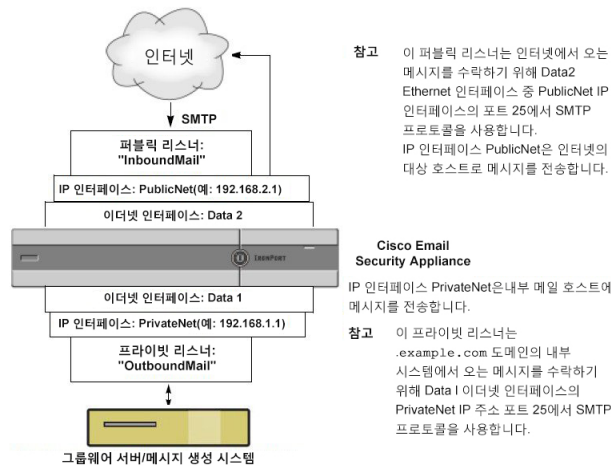 인터넷
SMTP
퍼블릭 리스너:
"InboundMail"
IP 인터페이스: PublicNet(예: 192.168.2.1)
이더넷 인터페이스: Data 2
IRONPORT
이더넷 인터페이스: Data 1
IP 인터페이스: PrivateNet(예: 192.168.1.1)
프라이빗 리스너:
"OutboundMail"
그룹웨어 서버/메시지 생성 시스템
참고 이 퍼블릭 리스너는 인터넷에서 오는
메시지를 수락하기 위해 Data2
Ethernet 인터페이스 중 PublicNet IP
인터페이스의 포트 25에서 SMTP
프로토콜을 사용합니다.
IP 인터페이스 PublicNet은 인터넷의
대상 호스트로 메시지를 전송합니다.
Cisco Email
Security Appliance
IP 인터페이스 PrivateNet은내부 메일 호스트에
메시지를 전송합니다.
참고 이 프라이빗 리스너는
.example.com 도메인의 내부
시스템에서 오는 메시지를 수락하기
위해 Data I 이더넷 인터페이스의
PrivateNet IP 주소 포트 25에서 SMTP
프로토콜을 사용합니다.